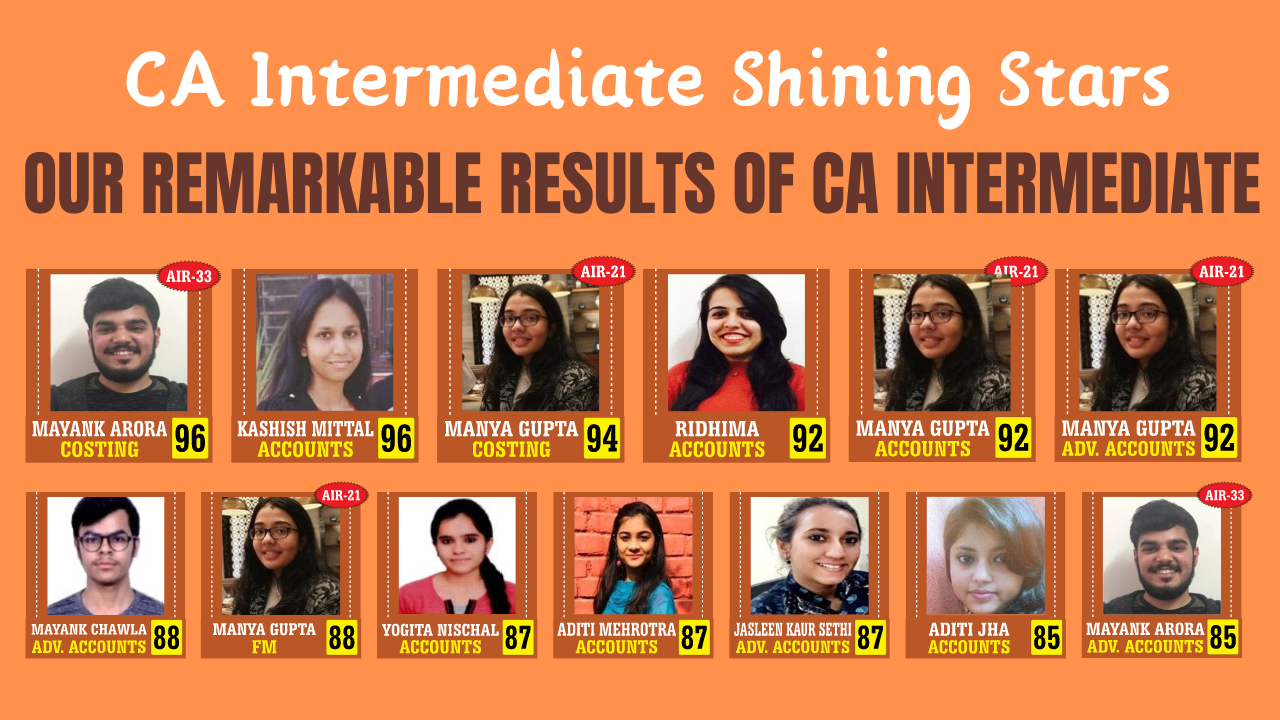 CA Intermediate Shining Stars
OUR REMARKABLE RESULTS OF CA INTERMEDIATE
AIR-33
MAYANK ARORA
COSTING
96
KASHISH MITTAL
ACCOUNTS
96
AIR-21
MANYA GUPTA
COSTING
94
RIDHIMA
ACCOUNTS
92
AIR-21
MANYA GUPTA
ACCOUNTS
92
AIR-21
MANYA GUPTA
ADV. ACCOUNTS
92
MAYANK CHAWLA
ADV. ACCOUNTS
88
AIR-21
MANYA GUPTA
FM
88
YOGITA NISCHAL
ACCOUNTS
87
ADITI MEHROTRA
ACCOUNTS
87
JASLEEN KAUR SETHI
ADV. ACCOUNTS
87
ADITI JHA
ACCOUNTS
85
AIR-33
MAYANK ARORA
ADV. ACCOUNTS
85